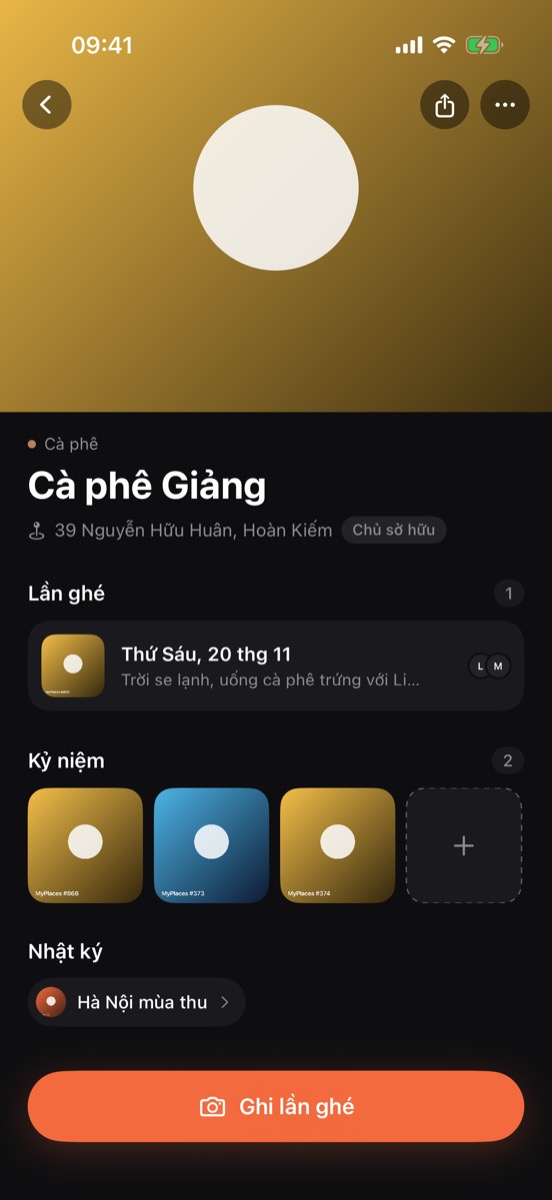 09:41
Cà phê
Cà phê Giảng
39 Nguyễn Hữu Huân, Hoàn Kiếm
Chủ sở hữu
Lần ghé
1
Thứ Sáu, 20 thg 11
Trời se lạnh, uống cà phê trứng với Li...
L M
Kỷ niệm
2
MyPlaces #866
MyPlaces #373
MyPlaces #374
Nhật ký
Hà Nội mùa thu
Ghi lần ghé